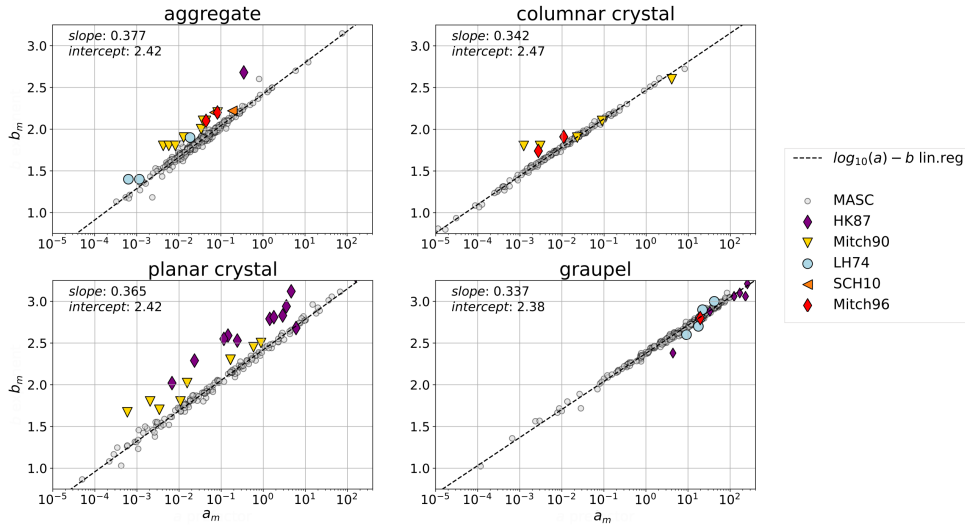 aggregate
slope: 0.377
intercept: 2.42
3.0
2.5
2.0
1.5
1.0
b_m
10^−5 10^−4 10^−3 10^−2 10^−1 10^0 10^1 10^2
columnar crystal
slope: 0.342
intercept: 2.47
3.0
2.5
2.0
1.5
1.0
10^−5 10^−4 10^−3 10^−2 10^−1 10^0 10^1 10^2
planar crystal
slope: 0.365
intercept: 2.42
3.0
2.5
2.0
1.5
1.0
b_m
10^−5 10^−4 10^−3 10^−2 10^−1 10^0 10^1 10^2
a_m
graupel
slope: 0.337
intercept: 2.38
3.0
2.5
2.0
1.5
1.0
10^−5 10^−4 10^−3 10^−2 10^−1 10^0 10^1 10^2
a_m
log_10(a) − b lin.reg
MASC
HK87
Mitch90
LH74
SCH10
Mitch96